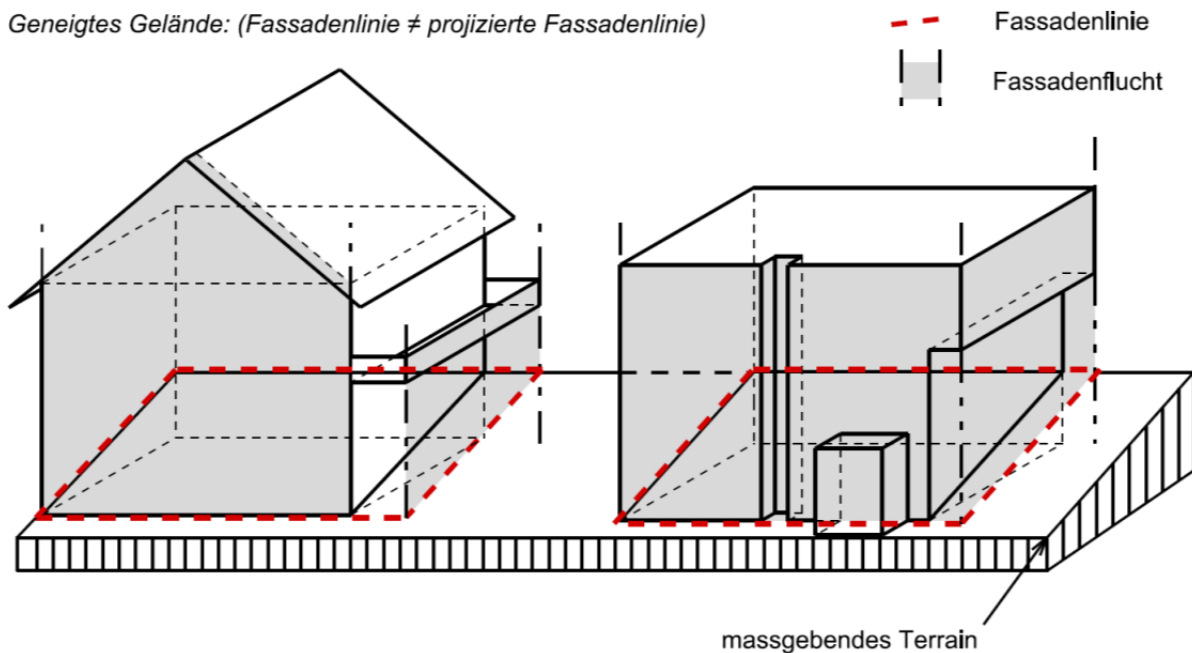 Geneigtes Gelände: (Fassadenlinie ≠ projizierte Fassadenlinie)
Fassadenlinie
Fassadenflucht
massgebendes Terrain